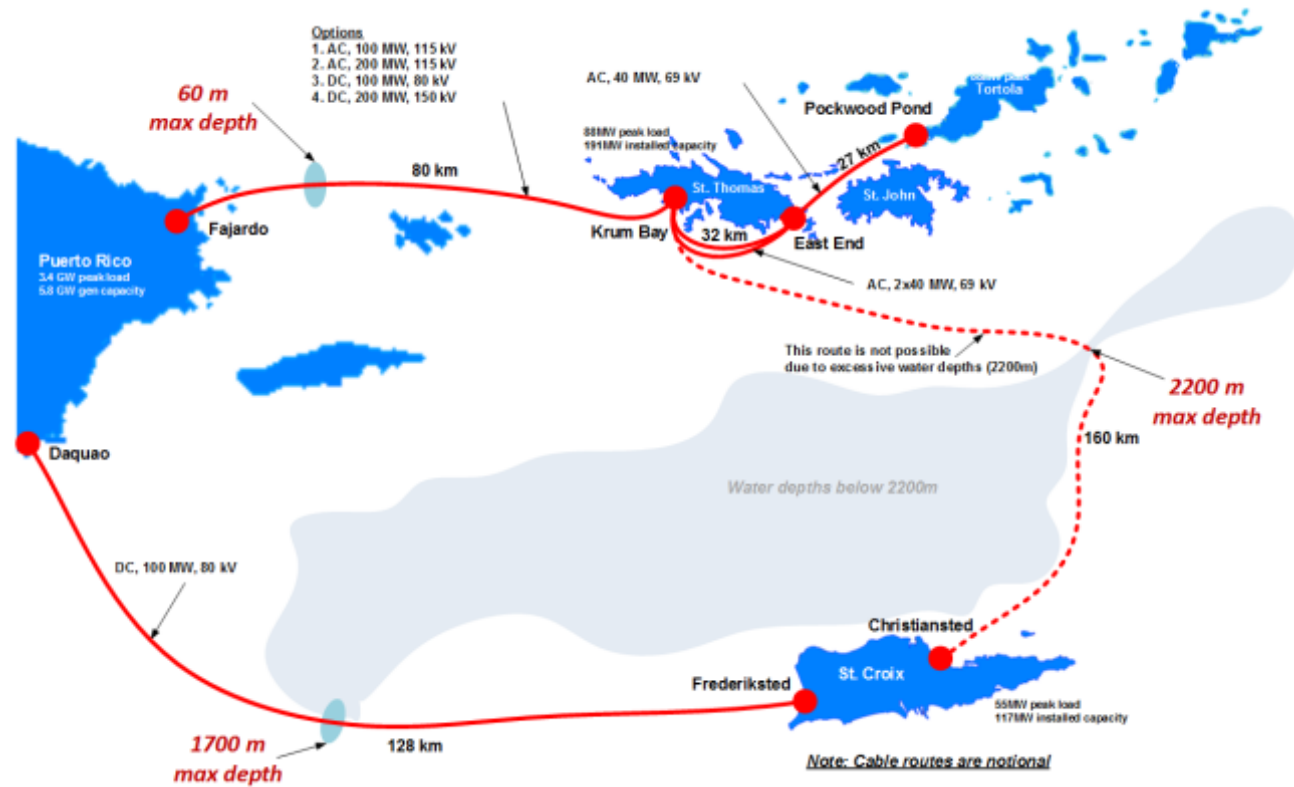 Options
1. AC, 100 MW, 115 kV
2. AC, 200 MW, 115 kV
3. DC, 100 MW, 80 kV
4. DC, 200 MW, 150 kV
60 m
max depth
AC, 40 MW, 69 kV
Tortola
Pockwood Pond
88MW peak load
191MW installed capacity
27 km
80 km
St. Thomas
St. John
Fajardo
Krum Bay
32 km
East End
Puerto Rico
3.4 GW peak load
5.8 GW gen capacity
AC, 2x40 MW, 69 kV
This route is not possible
due to excessive water depths (2200m)
2200 m
max depth
160 km
Daquao
Water depths below 2200m
DC, 100 MW, 80 kV
Christiansted
St. Croix
Frederiksted
55MW peak load
117MW installed capacity
1700 m
max depth
128 km
Note: Cable routes are notional